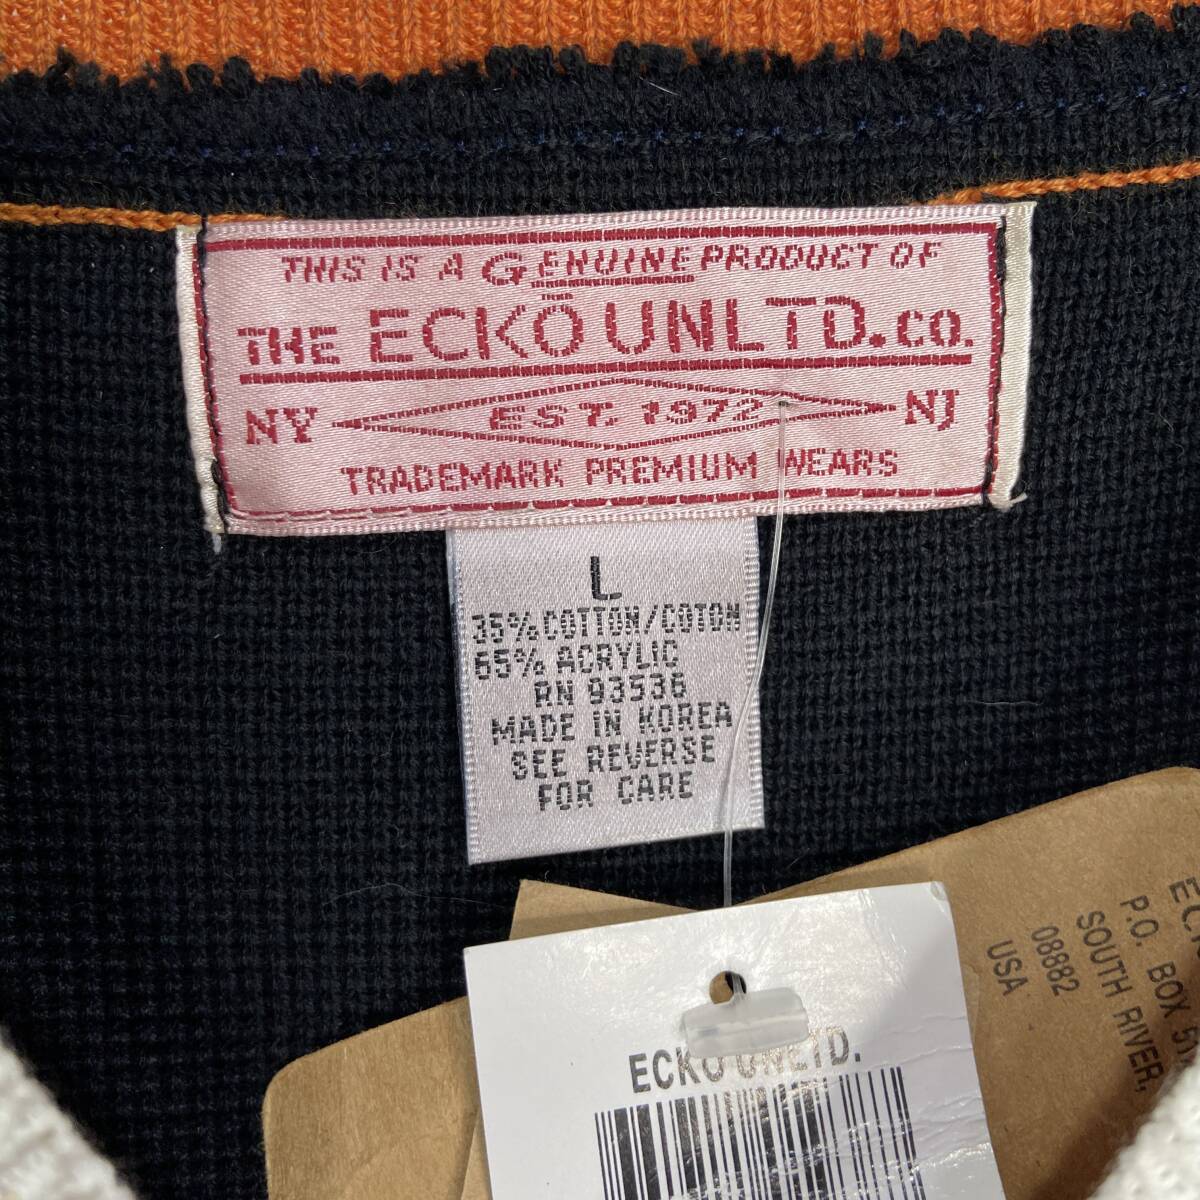 THIS IS A GENUINE PRODUCT OF
THE ECKŌ UNLTD.CO.
NY EST. 1972 NJ
TRADEMARK PREMIUM WEARS
L
35% COTTON/COTON
65% ACRYLIC
RN 93536
MADE IN KOREA
SEE REVERSE
FOR CARE
ECKO UNLTD.
P.O. BOX
SOUTH RIVER,
08882
USA